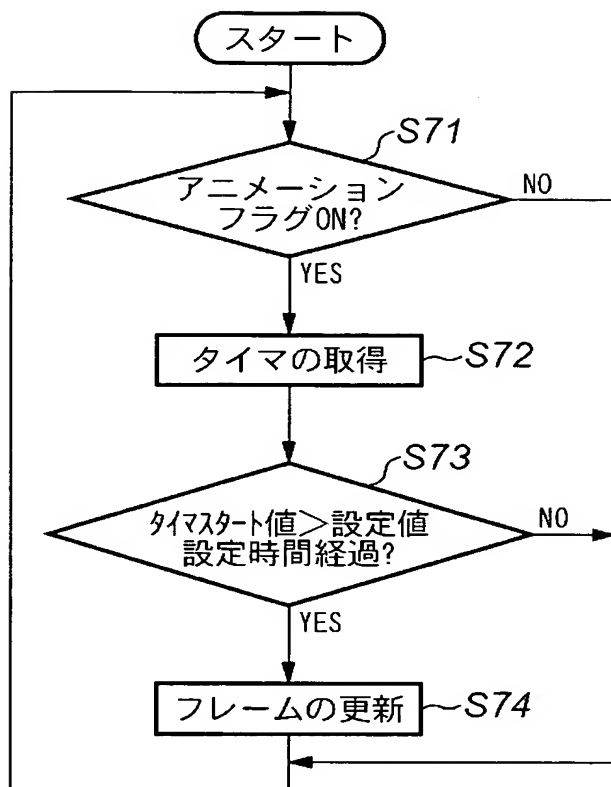 スタート
S71
アニメーション
フラグON?
NO
YES
タイマの取得
S72
S73
タイマスタート値＞設定値
設定時間経過?
NO
YES
フレームの更新
S74